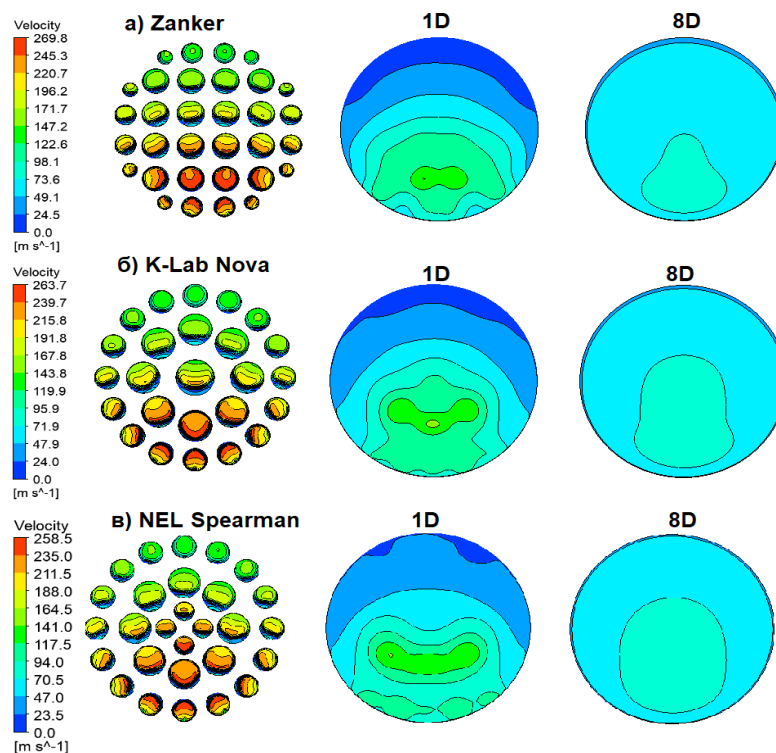 Velocity
269.8
245.3
220.7
196.2
171.7
147.2
122.6
98.1
73.6
49.1
24.5
0.0
[m s^-1]
а) Zanker
1D
8D
Velocity
263.7
239.7
215.8
191.8
167.8
143.8
119.9
95.9
71.9
47.9
24.0
0.0
[m s^-1]
б) K-Lab Nova
1D
8D
Velocity
258.5
235.0
211.5
188.0
164.5
141.0
117.5
94.0
70.5
47.0
23.5
0.0
[m s^-1]
в) NEL Spearman
1D
8D